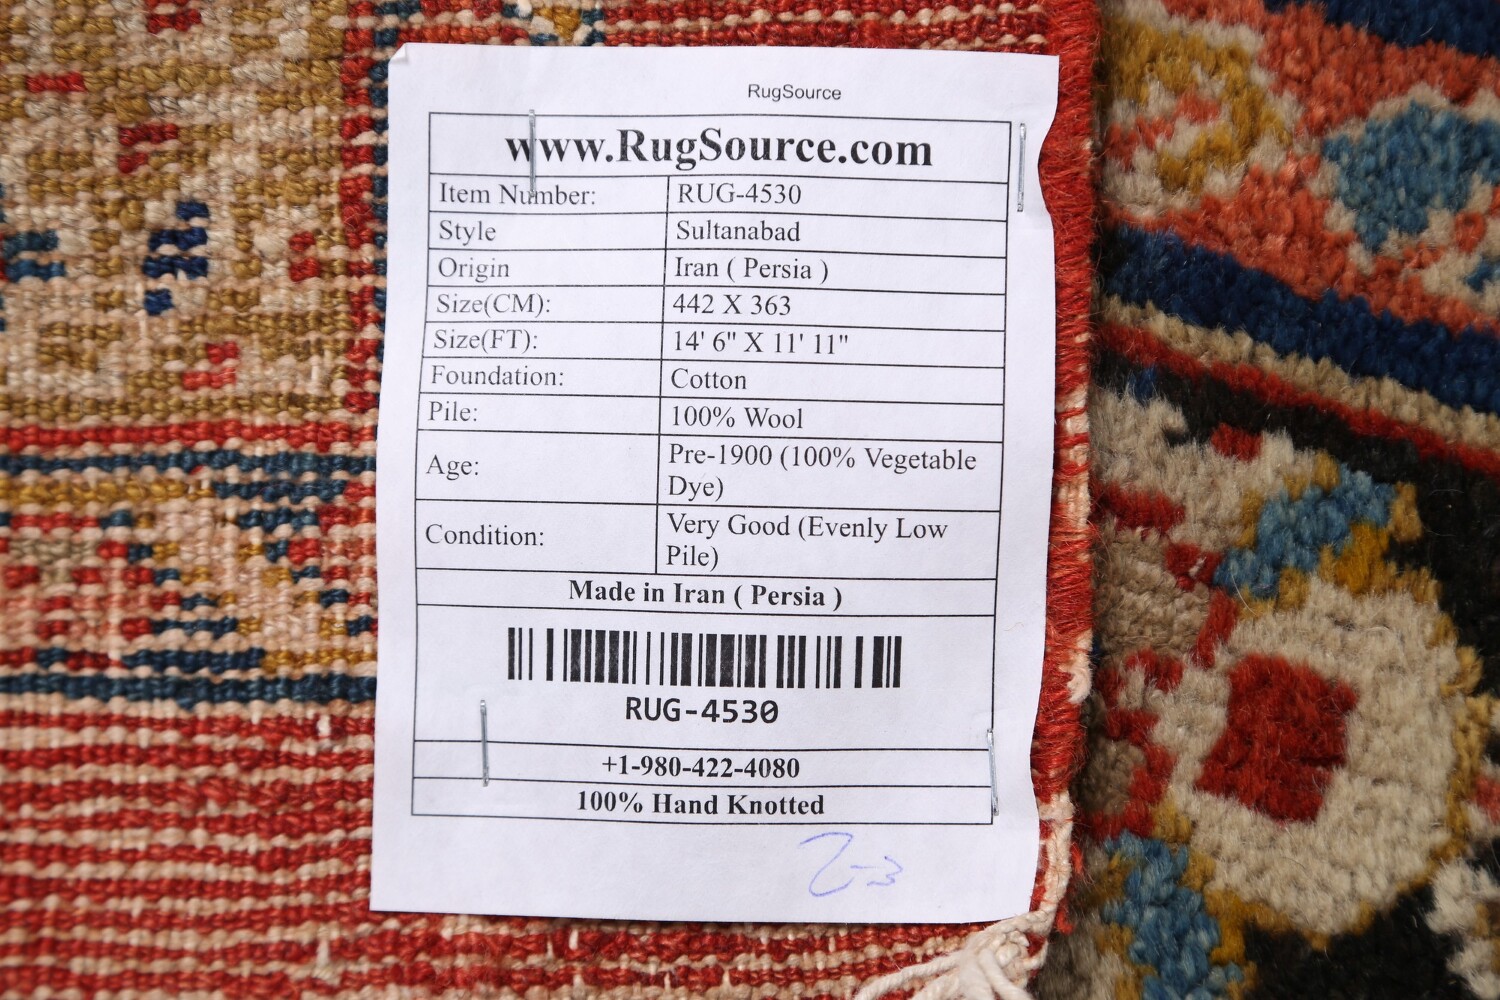 RugSource
www.RugSource.com
Item Number: RUG-4530
Style Sultanabad
Origin Iran ( Persia )
Size(CM): 442 X 363
Size(FT): 14' 6" X 11' 11"
Foundation: Cotton
Pile: 100% Wool
Age: Pre-1900 (100% Vegetable
Dye)
Condition: Very Good (Evenly Low
Pile)
Made in Iran ( Persia )
RUG-4530
+1-980-422-4080
100% Hand Knotted